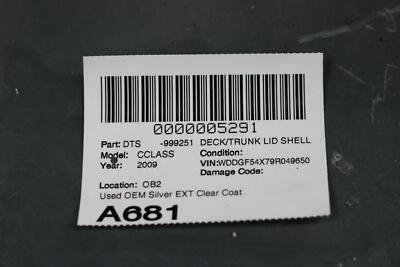 0000005291
Part: DTS -999251 DECK/TRUNK LID SHELL
Model: CCLASS Condition:
Year: 2009 VIN:WDDGF54X79R049650
Damage Code:
Location: OB2
Used OEM Silver EXT Clear Coat
A681